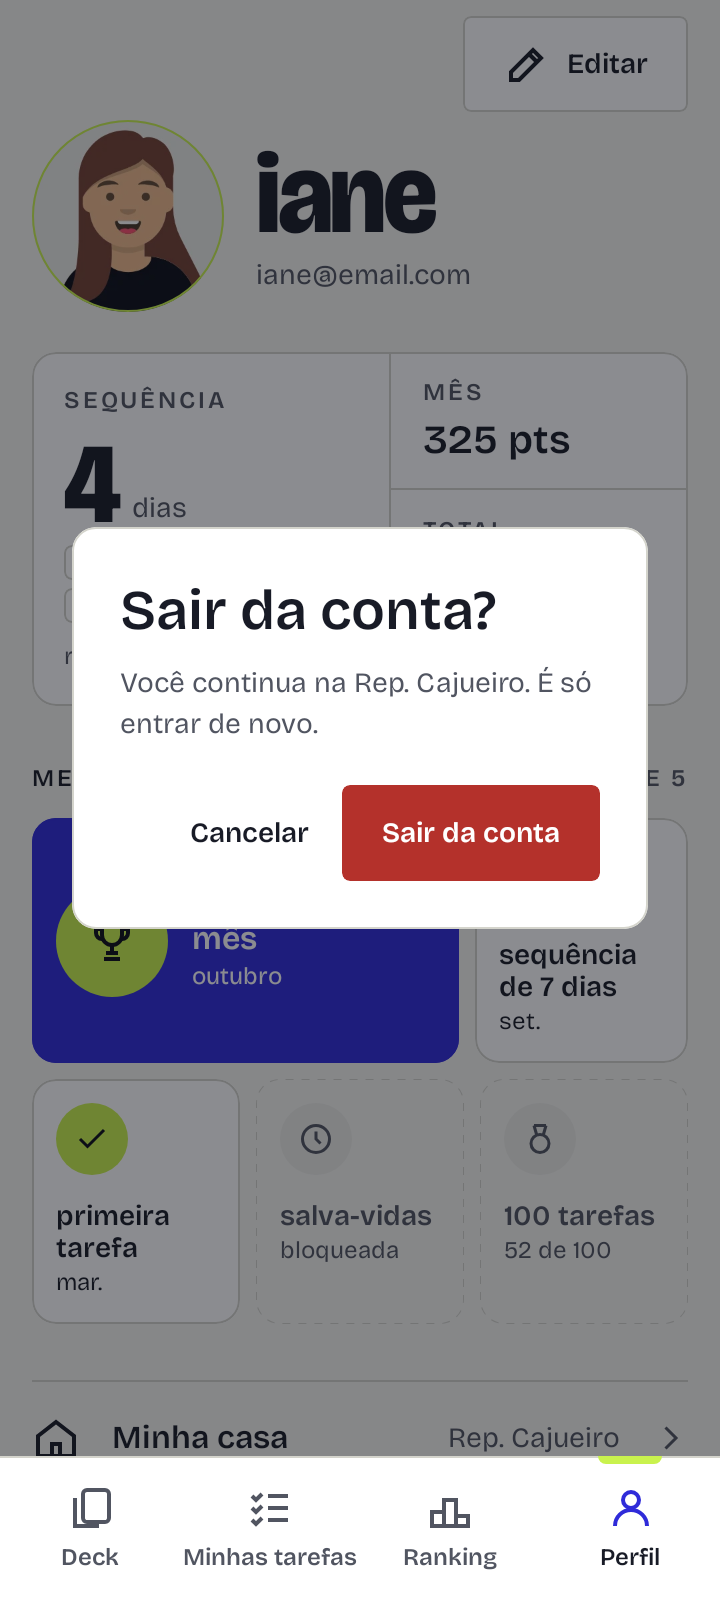 Editar
iane
iane@email.com
SEQUÊNCIA
4 dias
MÊS
325 pts
TOTAL
Sair da conta?
Você continua na Rep. Cajueiro. É só
entrar de novo.
Cancelar
Sair da conta
E 5
mês
outubro
sequência
de 7 dias
set.
primeira
tarefa
mar.
salva-vidas
bloqueada
100 tarefas
52 de 100
Minha casa
Rep. Cajueiro
Deck
Minhas tarefas
Ranking
Perfil